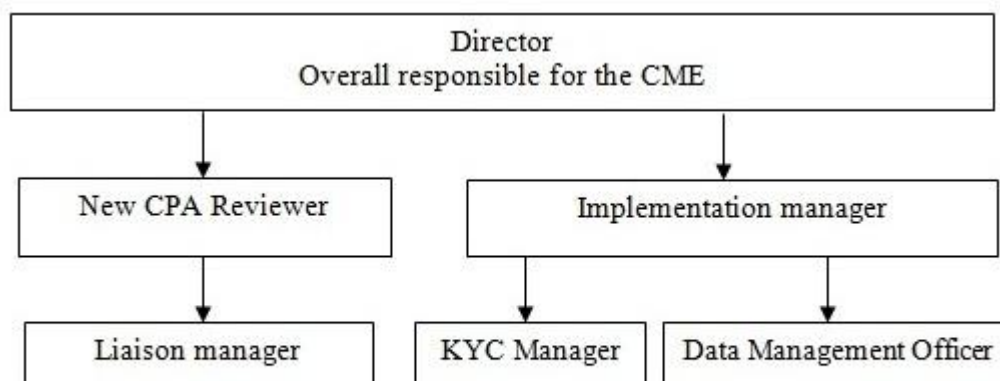 Director
Overall responsible for the CME
New CPA Reviewer
Implementation manager
Liaison manager
KYC Manager
Data Management Officer